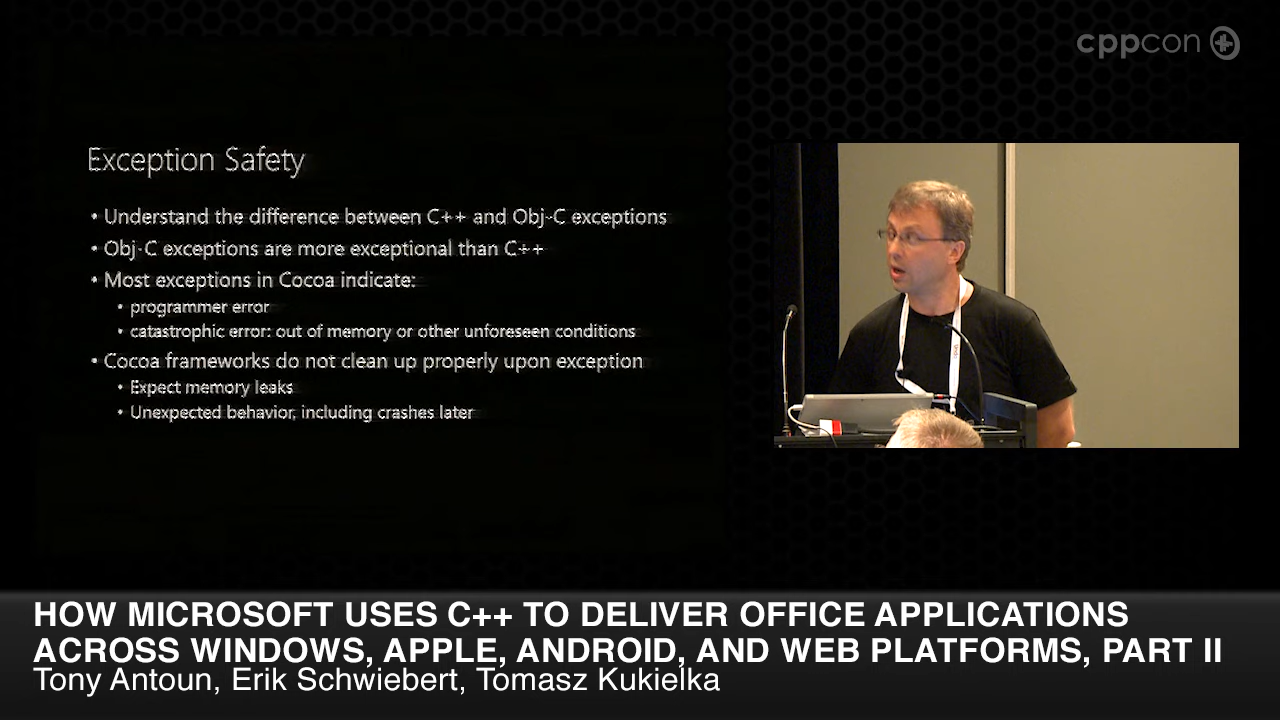 cppcon
Exception Safety
• Understand the difference between C++ and Obj-C exceptions
• Obj-C exceptions are more exceptional than C++
• Most exceptions in Cocoa indicate:
• programmer error
• catastrophic error: out of memory or other unforeseen conditions
• Cocoa frameworks do not clean up properly upon exception
• Expect memory leaks
• Unexpected behavior, including crashes later
HOW MICROSOFT USES C++ TO DELIVER OFFICE APPLICATIONS
ACROSS WINDOWS, APPLE, ANDROID, AND WEB PLATFORMS, PART II
Tony Antoun, Erik Schwiebert, Tomasz Kukielka